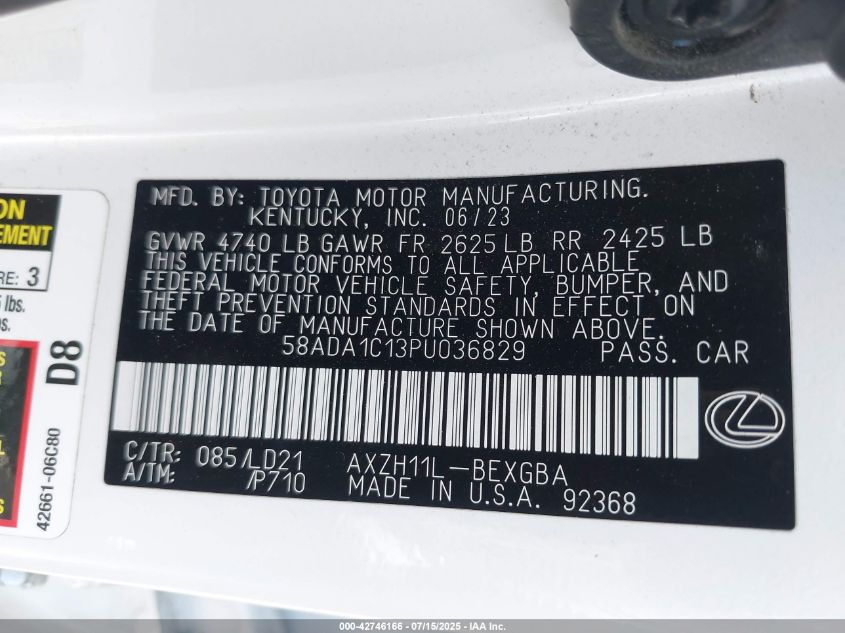 MFD. BY: TOYOTA MOTOR MANUFACTURING.
KENTUCKY, INC. 06/23
GVWR 4740 LB GAWR FR 2625 LB RR 2425 LB
THIS VEHICLE CONFORMS TO ALL APPLICABLE
FEDERAL MOTOR VEHICLE SAFETY, BUMPER, AND
THEFT PREVENTION STANDARDS IN EFFECT ON
THE DATE OF MANUFACTURE SHOWN ABOVE.
58ADA1C13PU036829 PASS. CAR
C/TR: 085/LD21 AXZH11L-BEXGBA
A/TM: /P710 MADE IN U.S.A. 92368
ON
EMENT
RE: 3
lbs.
s.
D8
42661-06C80
000-42746166 - 07/15/2025 - IAA Inc.